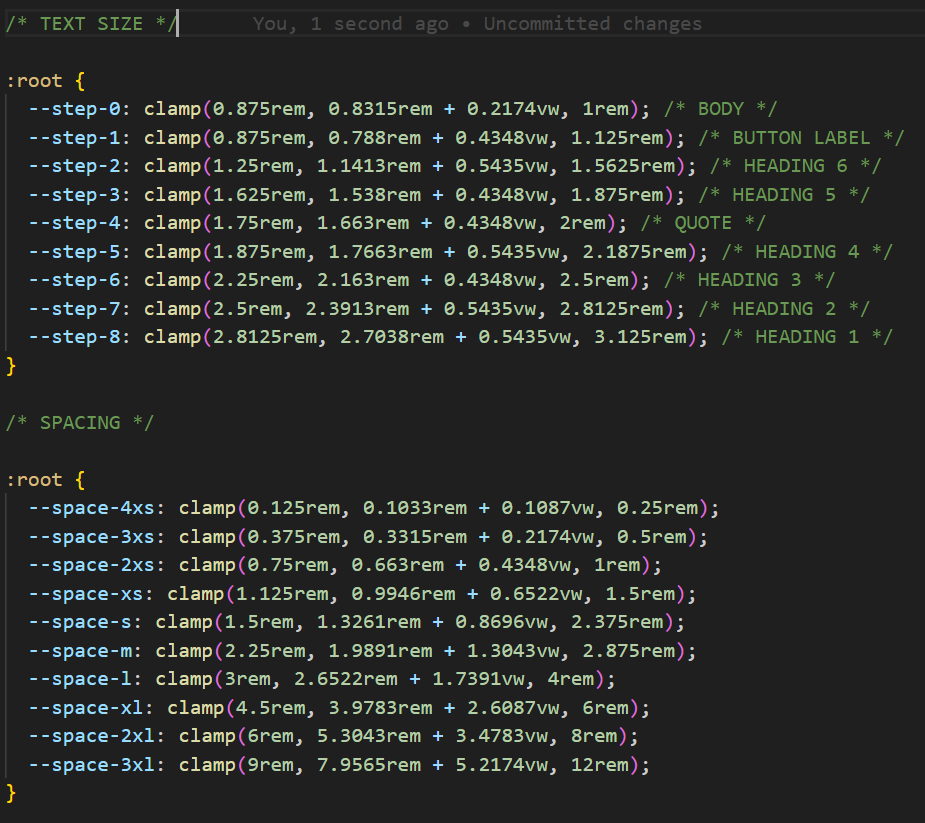 /* TEXT SIZE */ You, 1 second ago • Uncommitted changes
:root {
--step-0: clamp(0.875rem, 0.8315rem + 0.2174vw, 1rem); /* BODY */
--step-1: clamp(0.875rem, 0.788rem + 0.4348vw, 1.125rem); /* BUTTON LABEL */
--step-2: clamp(1.25rem, 1.1413rem + 0.5435vw, 1.5625rem); /* HEADING 6 */
--step-3: clamp(1.625rem, 1.538rem + 0.4348vw, 1.875rem); /* HEADING 5 */
--step-4: clamp(1.75rem, 1.663rem + 0.4348vw, 2rem); /* QUOTE */
--step-5: clamp(1.875rem, 1.7663rem + 0.5435vw, 2.1875rem); /* HEADING 4 */
--step-6: clamp(2.25rem, 2.163rem + 0.4348vw, 2.5rem); /* HEADING 3 */
--step-7: clamp(2.5rem, 2.3913rem + 0.5435vw, 2.8125rem); /* HEADING 2 */
--step-8: clamp(2.8125rem, 2.7038rem + 0.5435vw, 3.125rem); /* HEADING 1 */
}
/* SPACING */
:root {
--space-4xs: clamp(0.125rem, 0.1033rem + 0.1087vw, 0.25rem);
--space-3xs: clamp(0.375rem, 0.3315rem + 0.2174vw, 0.5rem);
--space-2xs: clamp(0.75rem, 0.663rem + 0.4348vw, 1rem);
--space-xs: clamp(1.125rem, 0.9946rem + 0.6522vw, 1.5rem);
--space-s: clamp(1.5rem, 1.3261rem + 0.8696vw, 2.375rem);
--space-m: clamp(2.25rem, 1.9891rem + 1.3043vw, 2.875rem);
--space-l: clamp(3rem, 2.6522rem + 1.7391vw, 4rem);
--space-xl: clamp(4.5rem, 3.9783rem + 2.6087vw, 6rem);
--space-2xl: clamp(6rem, 5.3043rem + 3.4783vw, 8rem);
--space-3xl: clamp(9rem, 7.9565rem + 5.2174vw, 12rem);
}